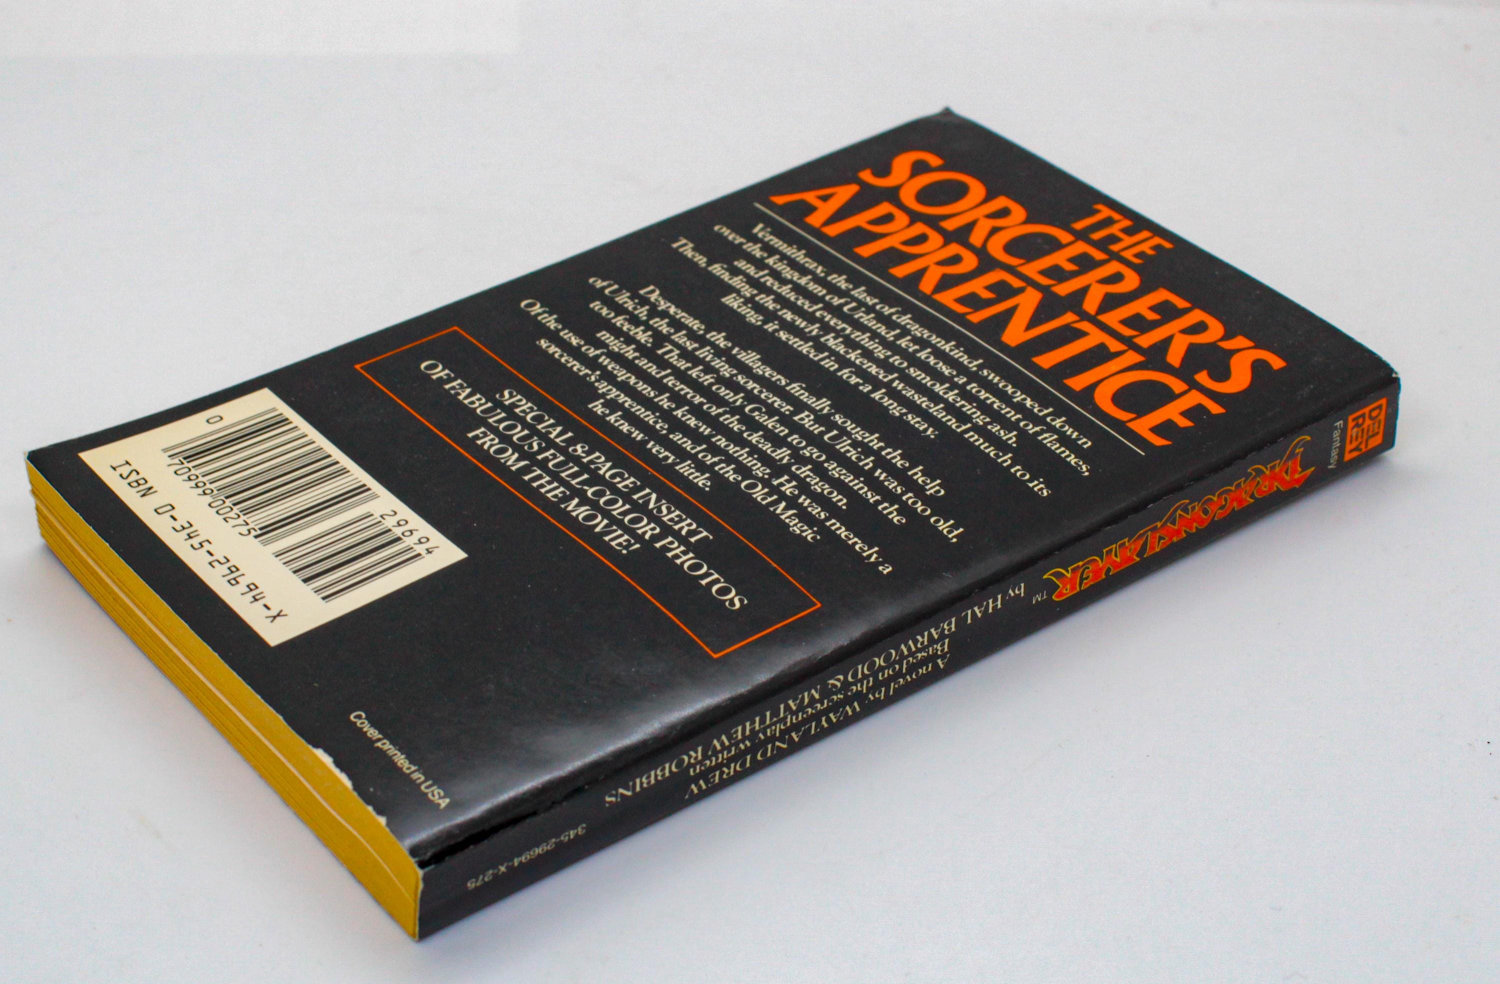 THE
SORCERER'S
APPRENTICE
Vermithrax, the last of dragonkind, swooped down
over the kingdom of Urland, let loose a torrent of flames,
and reduced everything to smoldering ash.
Then, finding the newly blackened wasteland much to its
liking, it settled in for a long stay.
Desperate, the villagers finally sought the help
of Ulrich, the last living sorcerer. But Ulrich was too old,
too feeble. That left only Galen to go against the
might and terror of the deadly dragon.
Of the use of weapons he knew nothing. He was merely a
sorcerer's apprentice, and of the Old Magic
he knew very little.
SPECIAL 8-PAGE INSERT
OF FABULOUS FULL-COLOR PHOTOS
FROM THE MOVIE!
0
70999 00275
29694
ISBN 0-345-29694-X
Cover printed in USA
DEL
REY
Fantasy
DRAGONSLAYER
™
A novel by WAYLAND DREW
Based on the screenplay written
by HAL BARWOOD & MATTHEW ROBBINS
345-29694-X-275